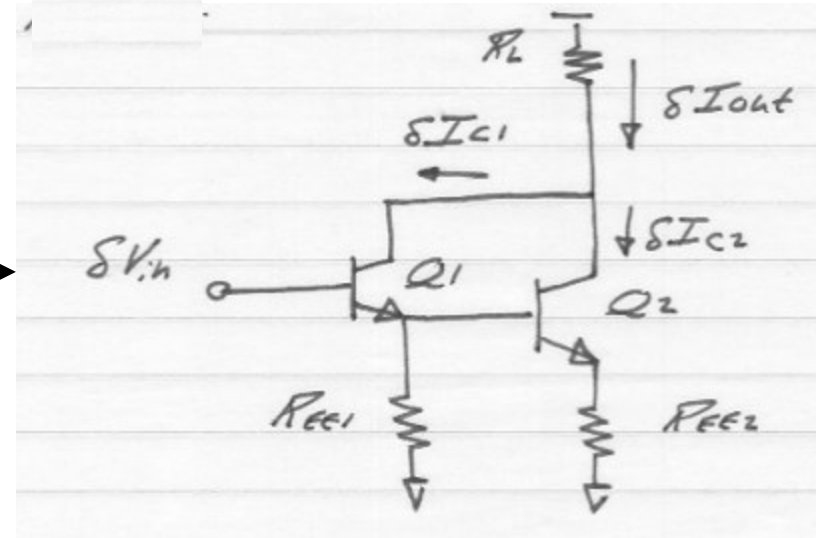 RL
δIout
δIc1
δIc2
δVin
Q1
Q2
REE1
REE2